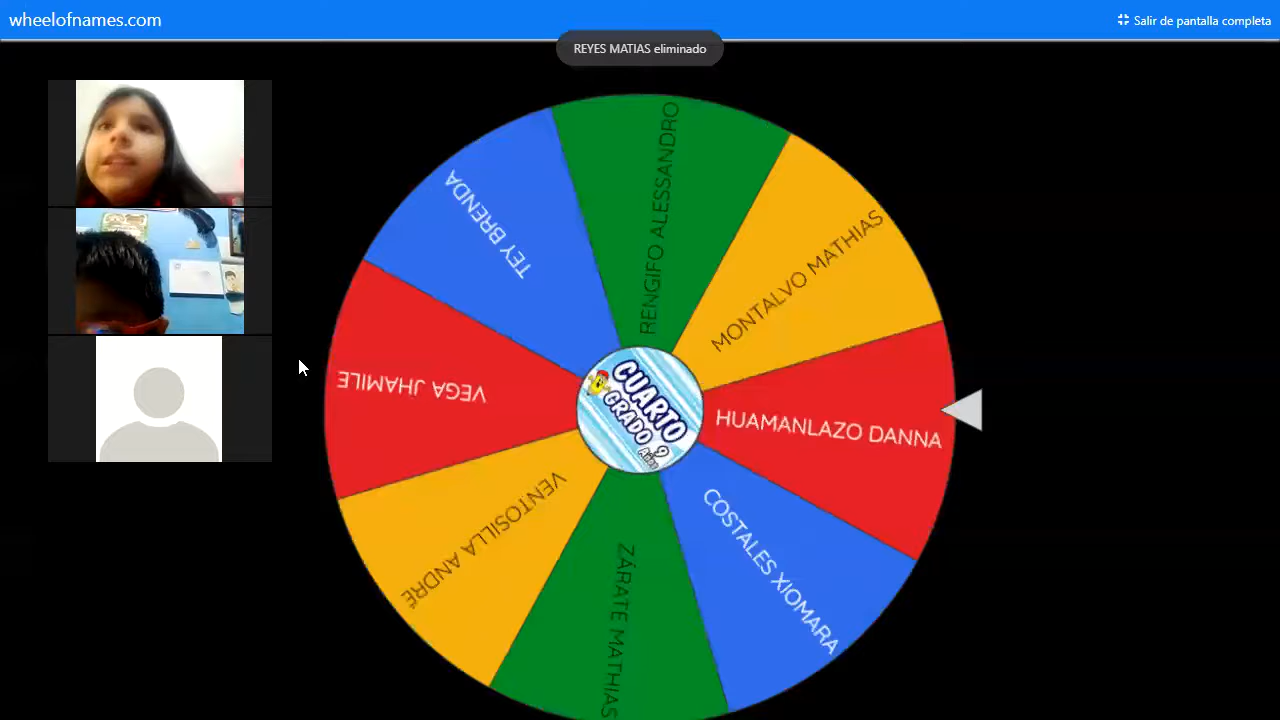 wheelofnames.com
Salir de pantalla completa
REYES MATIAS eliminado
RENGIFO ALESSANDRO
MONTALVO MATHIAS
HUAMANLAZO DANNA
COSTALES XIOMARA
ZÁRATE MATHIAS
VENTOSILLA ANDRÉ
VEGA JHAMILE
TEY BRENDA
CUARTO
GRADO